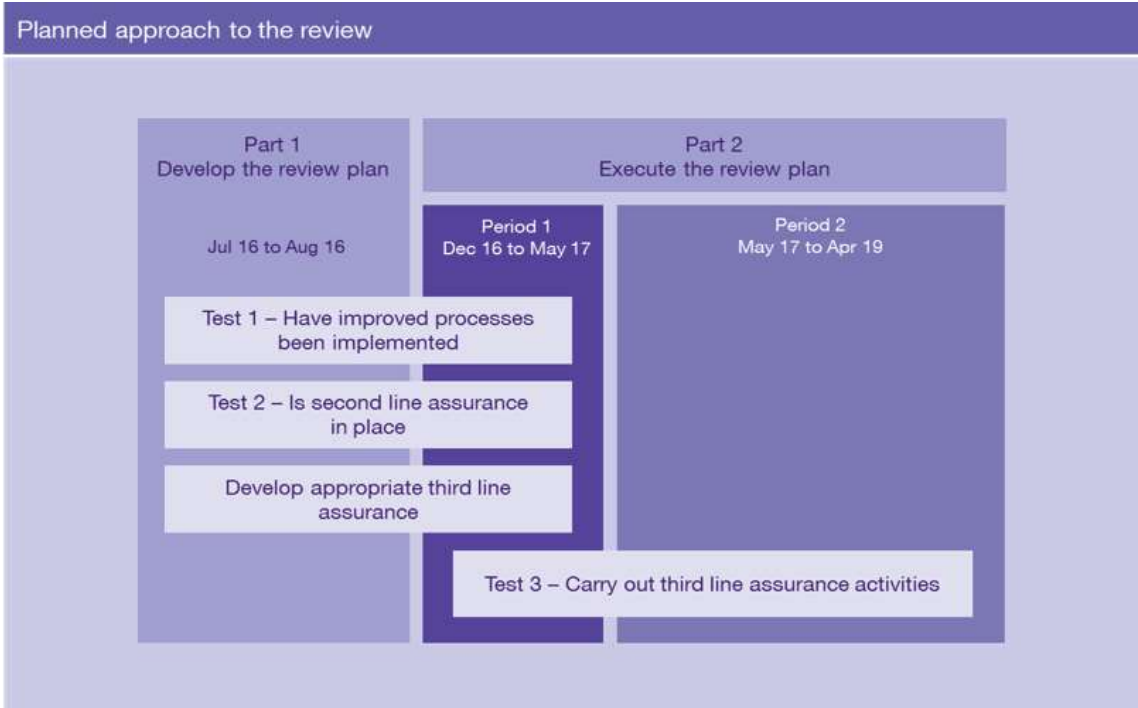 Planned approach to the review
Part 1
Develop the review plan
Jul 16 to Aug 16
Part 2
Execute the review plan
Period 1
Dec 16 to May 17
Period 2
May 17 to Apr 19
Test 1 – Have improved processes
been implemented
Test 2 – Is second line assurance
in place
Develop appropriate third line
assurance
Test 3 – Carry out third line assurance activities